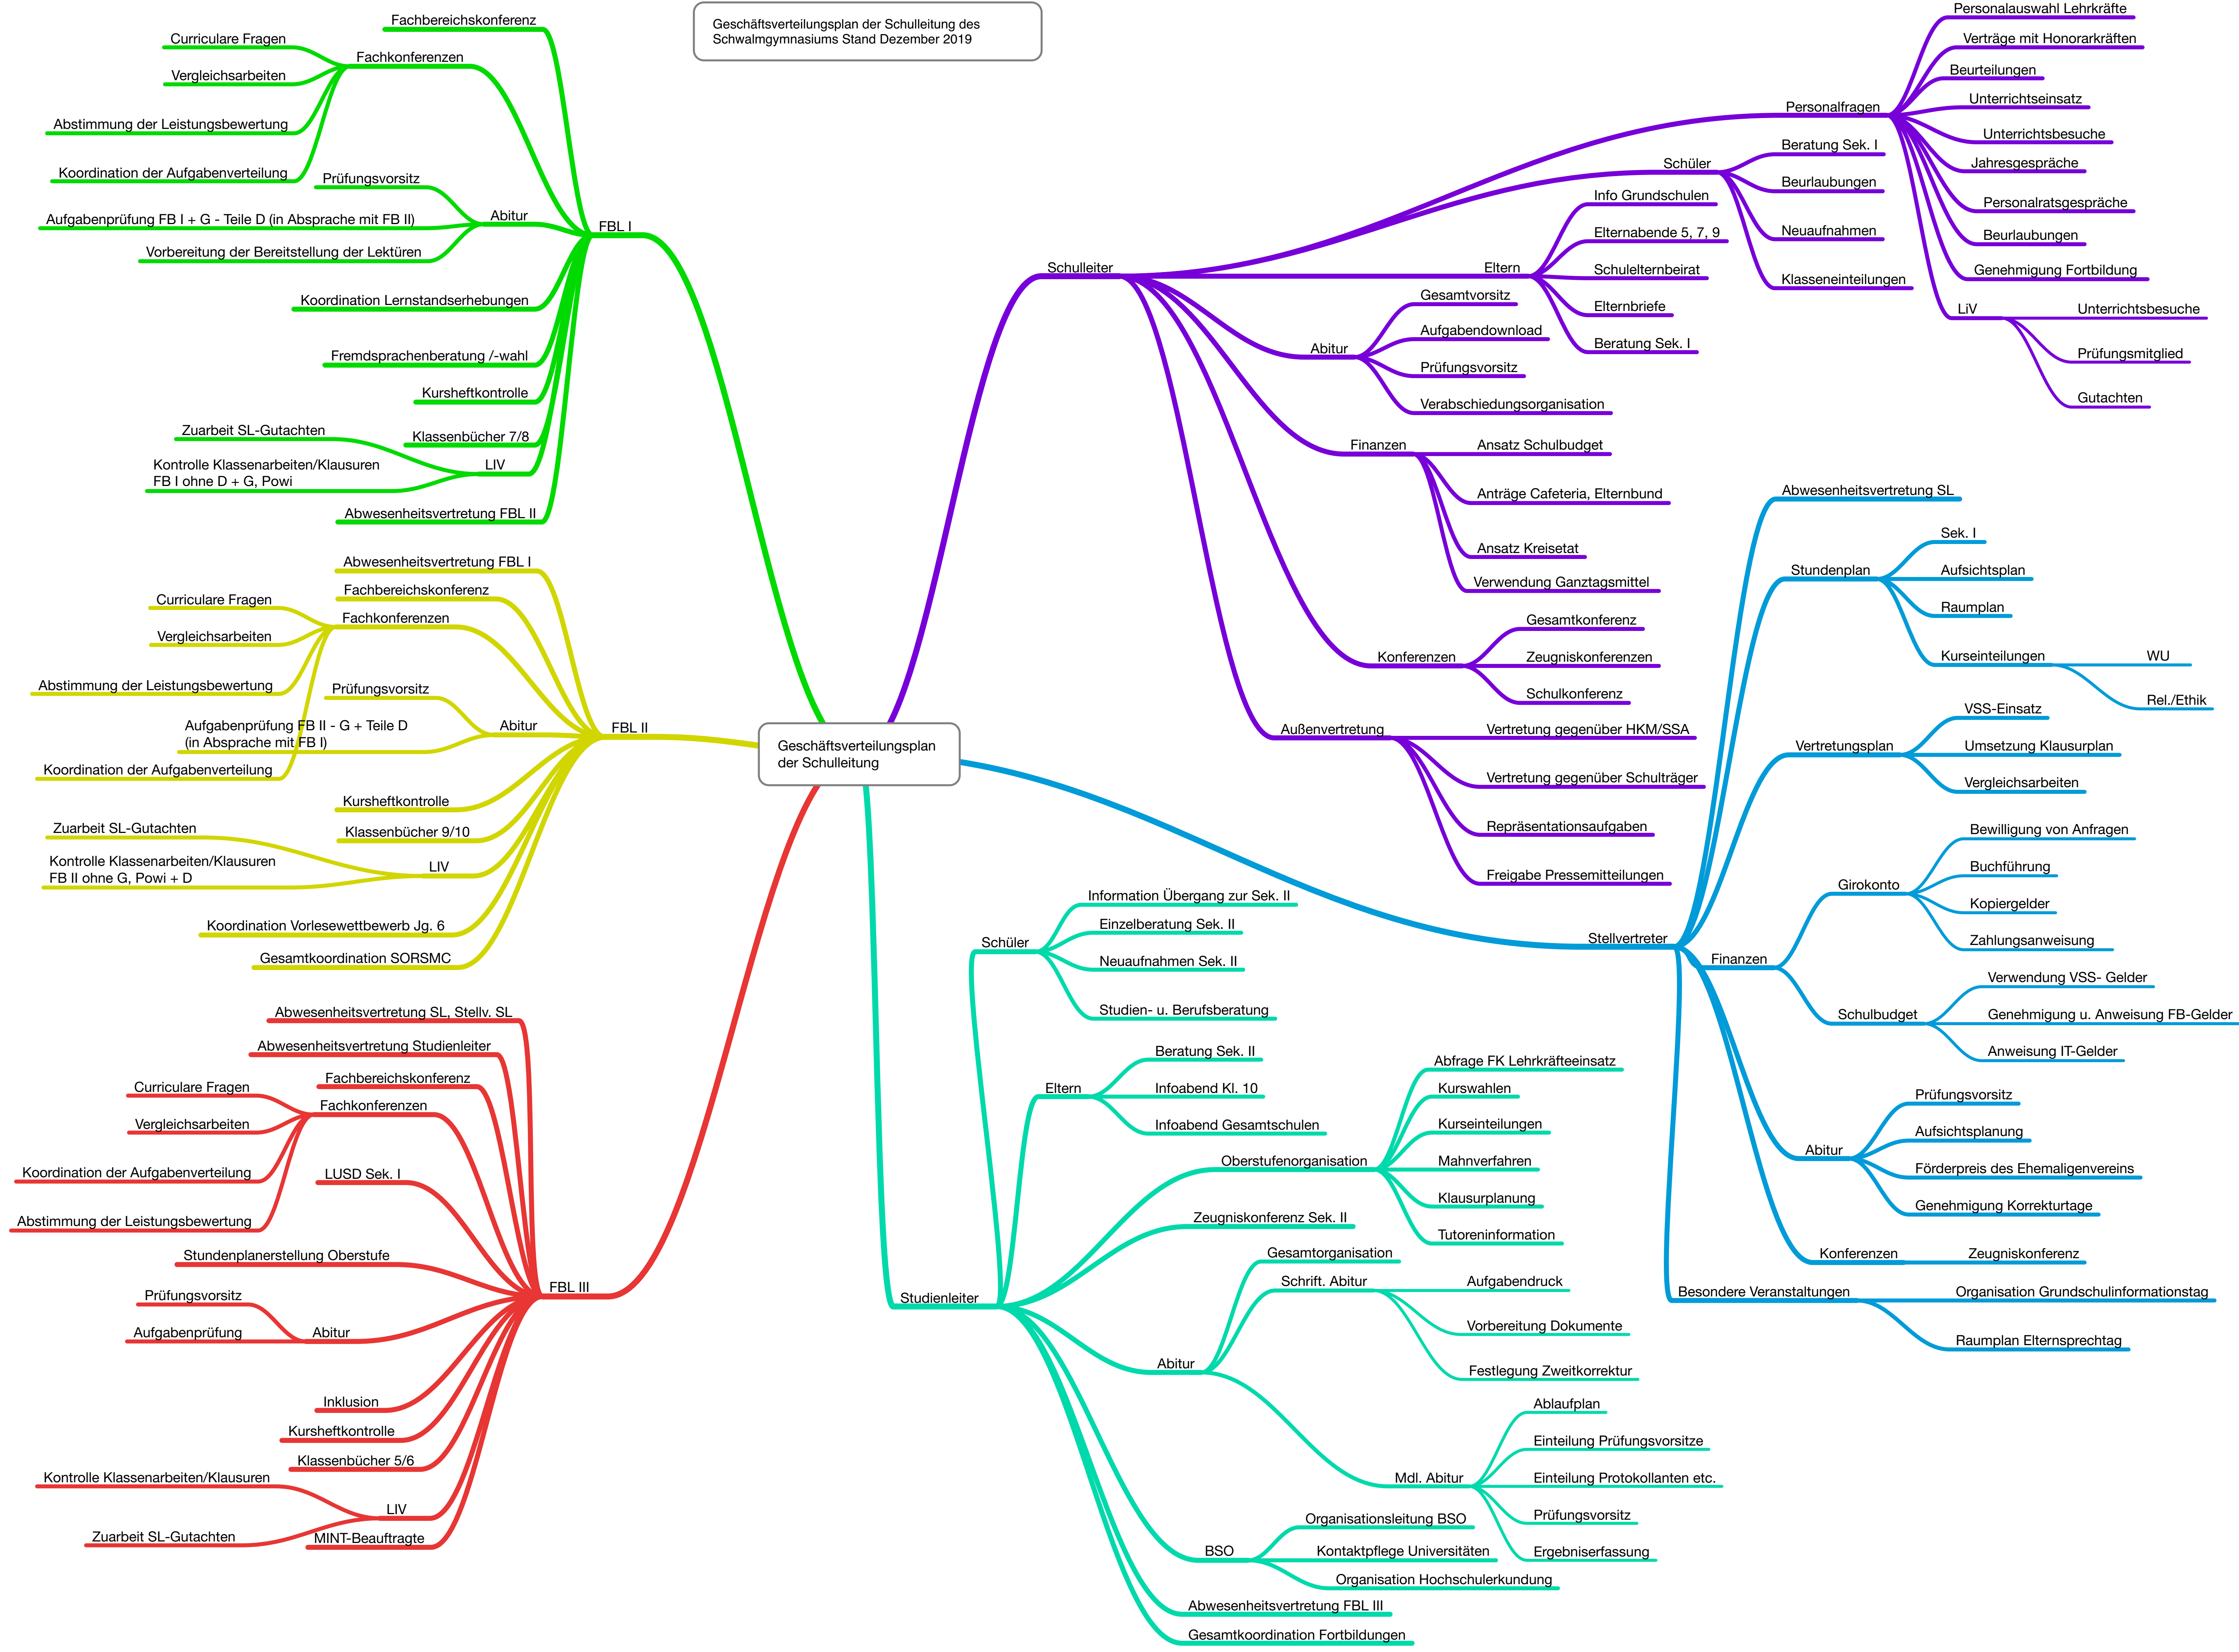 Geschäftsverteilungsplan der Schulleitung des
Schwalmgymnasiums Stand Dezember 2019
Geschäftsverteilungsplan
der Schulleitung
FBL I
Fachbereichskonferenz
Fachkonferenzen
Curriculare Fragen
Vergleichsarbeiten
Abstimmung der Leistungsbewertung
Koordination der Aufgabenverteilung
Abitur
Prüfungsvorsitz
Aufgabenprüfung FB I + G - Teile D (in Absprache mit FB II)
Vorbereitung der Bereitstellung der Lektüren
Koordination Lernstandserhebungen
Fremdsprachenberatung /-wahl
Kursheftkontrolle
Klassenbücher 7/8
LIV
Zuarbeit SL-Gutachten
Kontrolle Klassenarbeiten/Klausuren
FB I ohne D + G, Powi
Abwesenheitsvertretung FBL II
FBL II
Abwesenheitsvertretung FBL I
Fachbereichskonferenz
Fachkonferenzen
Curriculare Fragen
Vergleichsarbeiten
Abstimmung der Leistungsbewertung
Koordination der Aufgabenverteilung
Abitur
Prüfungsvorsitz
Aufgabenprüfung FB II - G + Teile D
(in Absprache mit FB I)
Kursheftkontrolle
Klassenbücher 9/10
LIV
Zuarbeit SL-Gutachten
Kontrolle Klassenarbeiten/Klausuren
FB II ohne G, Powi + D
Koordination Vorlesewettbewerb Jg. 6
Gesamtkoordination SORSMC
FBL III
Abwesenheitsvertretung SL, Stellv. SL
Abwesenheitsvertretung Studienleiter
Fachbereichskonferenz
Fachkonferenzen
Curriculare Fragen
Vergleichsarbeiten
Koordination der Aufgabenverteilung
Abstimmung der Leistungsbewertung
LUSD Sek. I
Stundenplanerstellung Oberstufe
Abitur
Prüfungsvorsitz
Aufgabenprüfung
Inklusion
Kursheftkontrolle
Klassenbücher 5/6
LIV
Kontrolle Klassenarbeiten/Klausuren
Zuarbeit SL-Gutachten
MINT-Beauftragte
Schulleiter
Personalfragen
Personalauswahl Lehrkräfte
Verträge mit Honorarkräften
Beurteilungen
Unterrichtseinsatz
Unterrichtsbesuche
Jahresgespräche
Personalratsgespräche
Beurlaubungen
Genehmigung Fortbildung
LiV
Unterrichtsbesuche
Prüfungsmitglied
Gutachten
Schüler
Beratung Sek. I
Beurlaubungen
Neuaufnahmen
Klasseneinteilungen
Eltern
Info Grundschulen
Elternabende 5, 7, 9
Schulelternbeirat
Elternbriefe
Beratung Sek. I
Abitur
Gesamtvorsitz
Aufgabendownload
Prüfungsvorsitz
Verabschiedungsorganisation
Finanzen
Ansatz Schulbudget
Anträge Cafeteria, Elternbund
Ansatz Kreisetat
Verwendung Ganztagsmittel
Konferenzen
Gesamtkonferenz
Zeugniskonferenzen
Schulkonferenz
Außenvertretung
Vertretung gegenüber HKM/SSA
Vertretung gegenüber Schulträger
Repräsentationsaufgaben
Freigabe Pressemitteilungen
Stellvertreter
Abwesenheitsvertretung SL
Stundenplan
Sek. I
Aufsichtsplan
Raumplan
Kurseinteilungen
WU
Rel./Ethik
Vertretungsplan
VSS-Einsatz
Umsetzung Klausurplan
Vergleichsarbeiten
Finanzen
Girokonto
Bewilligung von Anfragen
Buchführung
Kopiergelder
Zahlungsanweisung
Schulbudget
Verwendung VSS- Gelder
Genehmigung u. Anweisung FB-Gelder
Anweisung IT-Gelder
Abitur
Prüfungsvorsitz
Aufsichtsplanung
Förderpreis des Ehemaligenvereins
Genehmigung Korrekturtage
Konferenzen
Zeugniskonferenz
Besondere Veranstaltungen
Organisation Grundschulinformationstag
Raumplan Elternsprechtag
Studienleiter
Schüler
Information Übergang zur Sek. II
Einzelberatung Sek. II
Neuaufnahmen Sek. II
Studien- u. Berufsberatung
Eltern
Beratung Sek. II
Infoabend Kl. 10
Infoabend Gesamtschulen
Oberstufenorganisation
Abfrage FK Lehrkräfteeinsatz
Kurswahlen
Kurseinteilungen
Mahnverfahren
Klausurplanung
Tutoreninformation
Zeugniskonferenz Sek. II
Abitur
Gesamtorganisation
Schrift. Abitur
Aufgabendruck
Vorbereitung Dokumente
Festlegung Zweitkorrektur
Mdl. Abitur
Ablaufplan
Einteilung Prüfungsvorsitze
Einteilung Protokollanten etc.
Prüfungsvorsitz
Ergebniserfassung
BSO
Organisationsleitung BSO
Kontaktpflege Universitäten
Organisation Hochschulerkundung
Abwesenheitsvertretung FBL III
Gesamtkoordination Fortbildungen